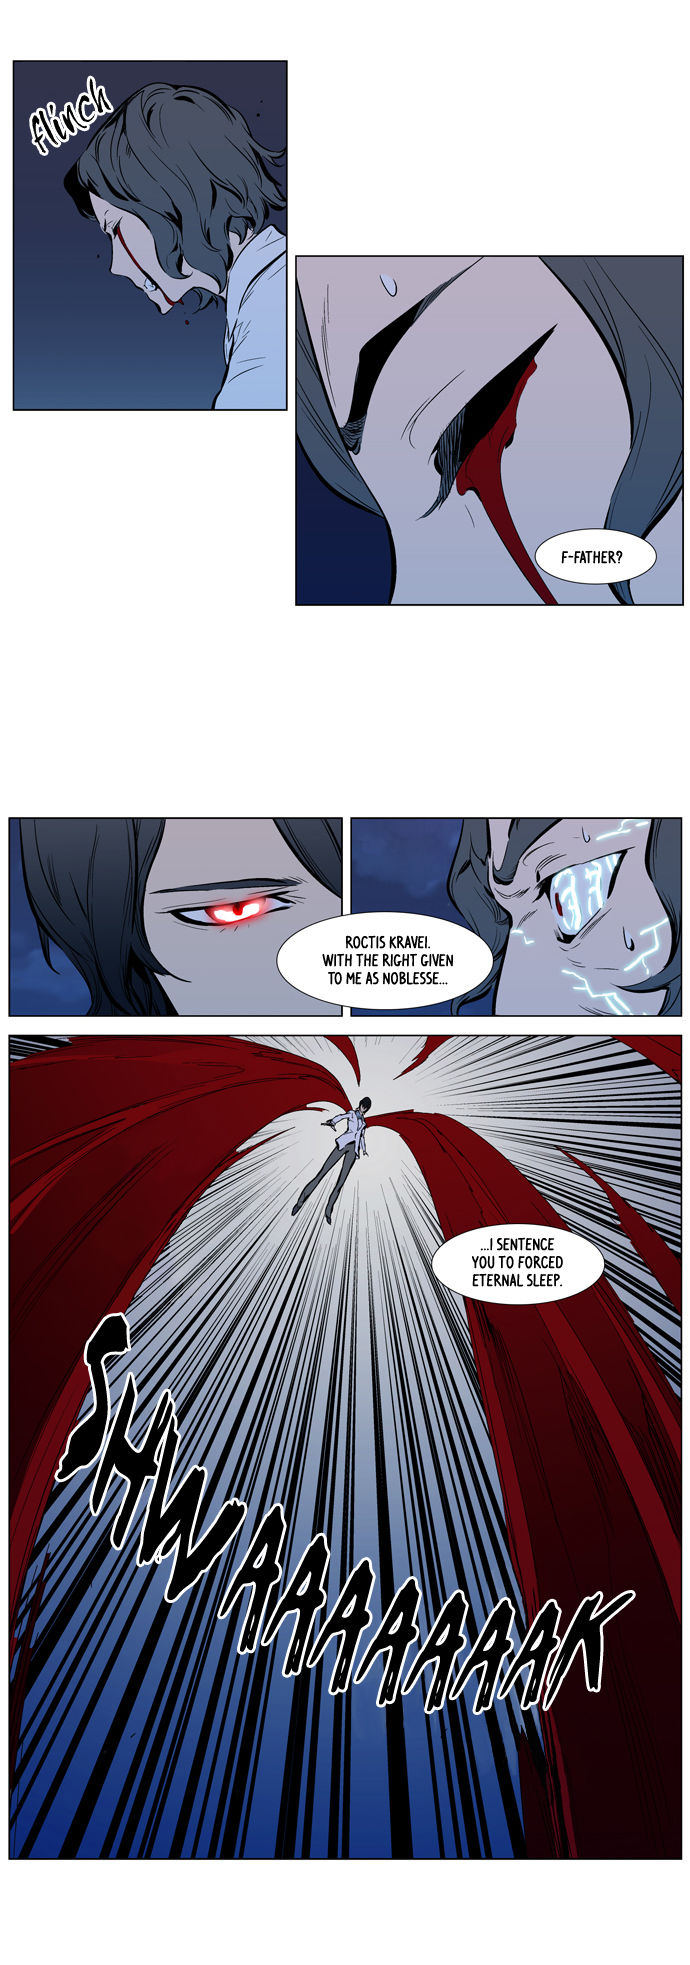 flinch
F-FATHER?
ROCTIS KRAVEI.
WITH THE RIGHT GIVEN
TO ME AS NOBLESSE...
...I SENTENCE
YOU TO FORCED
ETERNAL SLEEP.
SHWAAAAAAAAK